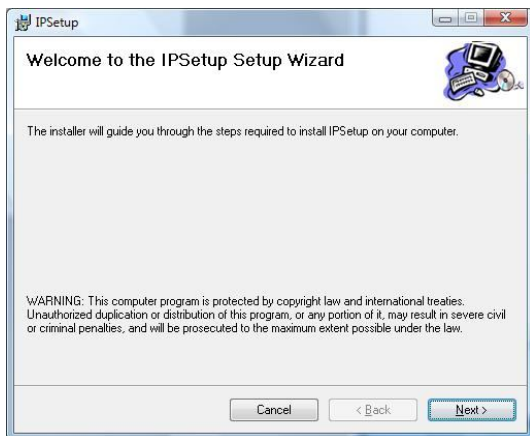 IPSetup
Welcome to the IPSetup Setup Wizard
The installer will guide you through the steps required to install IPSetup on your computer.
WARNING: This computer program is protected by copyright law and international treaties.
Unauthorized duplication or distribution of this program, or any portion of it, may result in severe civil
or criminal penalties, and will be prosecuted to the maximum extent possible under the law.
Cancel
< Back
Next >